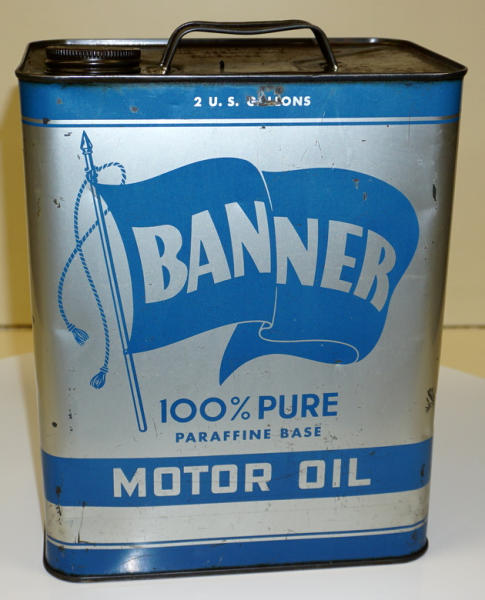 2 U. S. GALLONS
BANNER
100% PURE
PARAFFINE BASE
MOTOR OIL